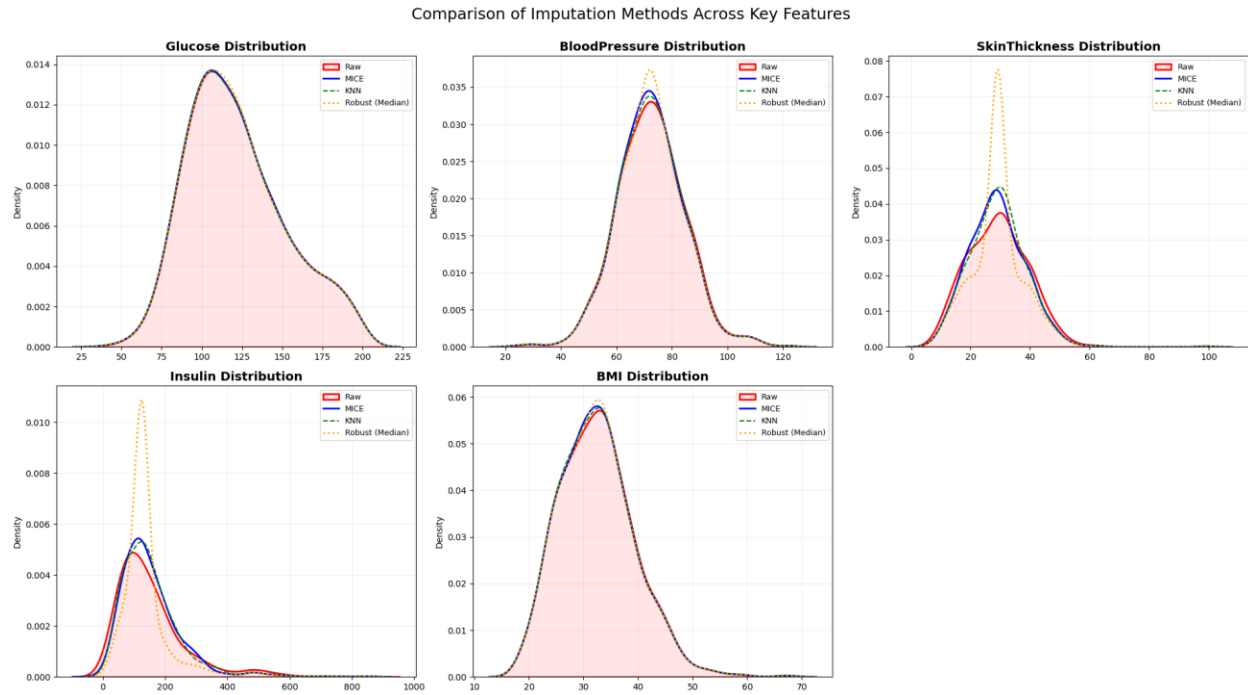 Comparison of Imputation Methods Across Key Features
Glucose Distribution
Density
0.014
0.012
0.010
0.008
0.006
0.004
0.002
0.000
25 50 75 100 125 150 175 200 225
Raw
MICE
KNN
Robust (Median)
BloodPressure Distribution
Density
0.035
0.030
0.025
0.020
0.015
0.010
0.005
0.000
20 40 60 80 100 120
Raw
MICE
KNN
Robust (Median)
SkinThickness Distribution
Density
0.08
0.07
0.06
0.05
0.04
0.03
0.02
0.01
0.00
0 20 40 60 80 100
Raw
MICE
KNN
Robust (Median)
Insulin Distribution
Density
0.010
0.008
0.006
0.004
0.002
0.000
0 200 400 600 800 1000
Raw
MICE
KNN
Robust (Median)
BMI Distribution
Density
0.06
0.05
0.04
0.03
0.02
0.01
0.00
10 20 30 40 50 60 70
Raw
MICE
KNN
Robust (Median)